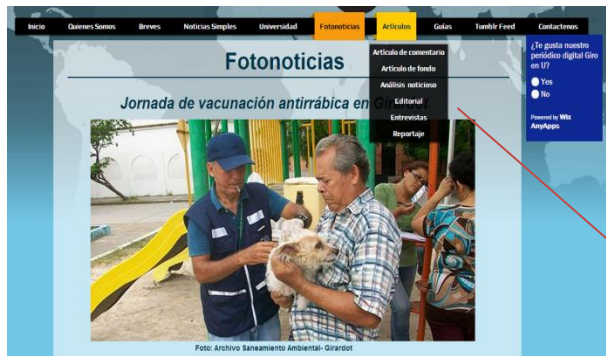 Inicio Quienes Somos Breves Noticias Simples Universidad Fotonoticias Artículos Guías Tumblr Feed Contactenos
Artículo de comentario
Artículo de fondo
Análisis noticioso
Editorial
Entrevistas
Reportaje
¿Te gusta nuestro
periódico digital Giro
en U?
Yes
No
Powered by Wix
AnyApps
Fotonoticias
Jornada de vacunación antirrábica en Girardot
Foto: Archivo Saneamiento Ambiental- Girardot